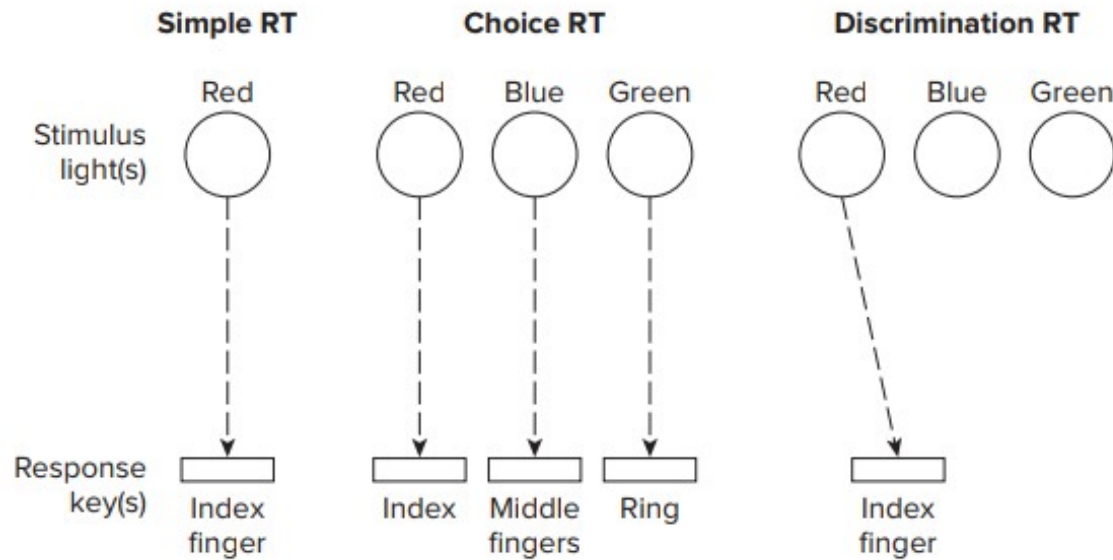 Simple RT
Choice RT
Discrimination RT
Red
Red
Blue
Green
Red
Blue
Green
Stimulus
light(s)
Response
key(s)
Index
finger
Index
Middle
fingers
Ring
Index
finger